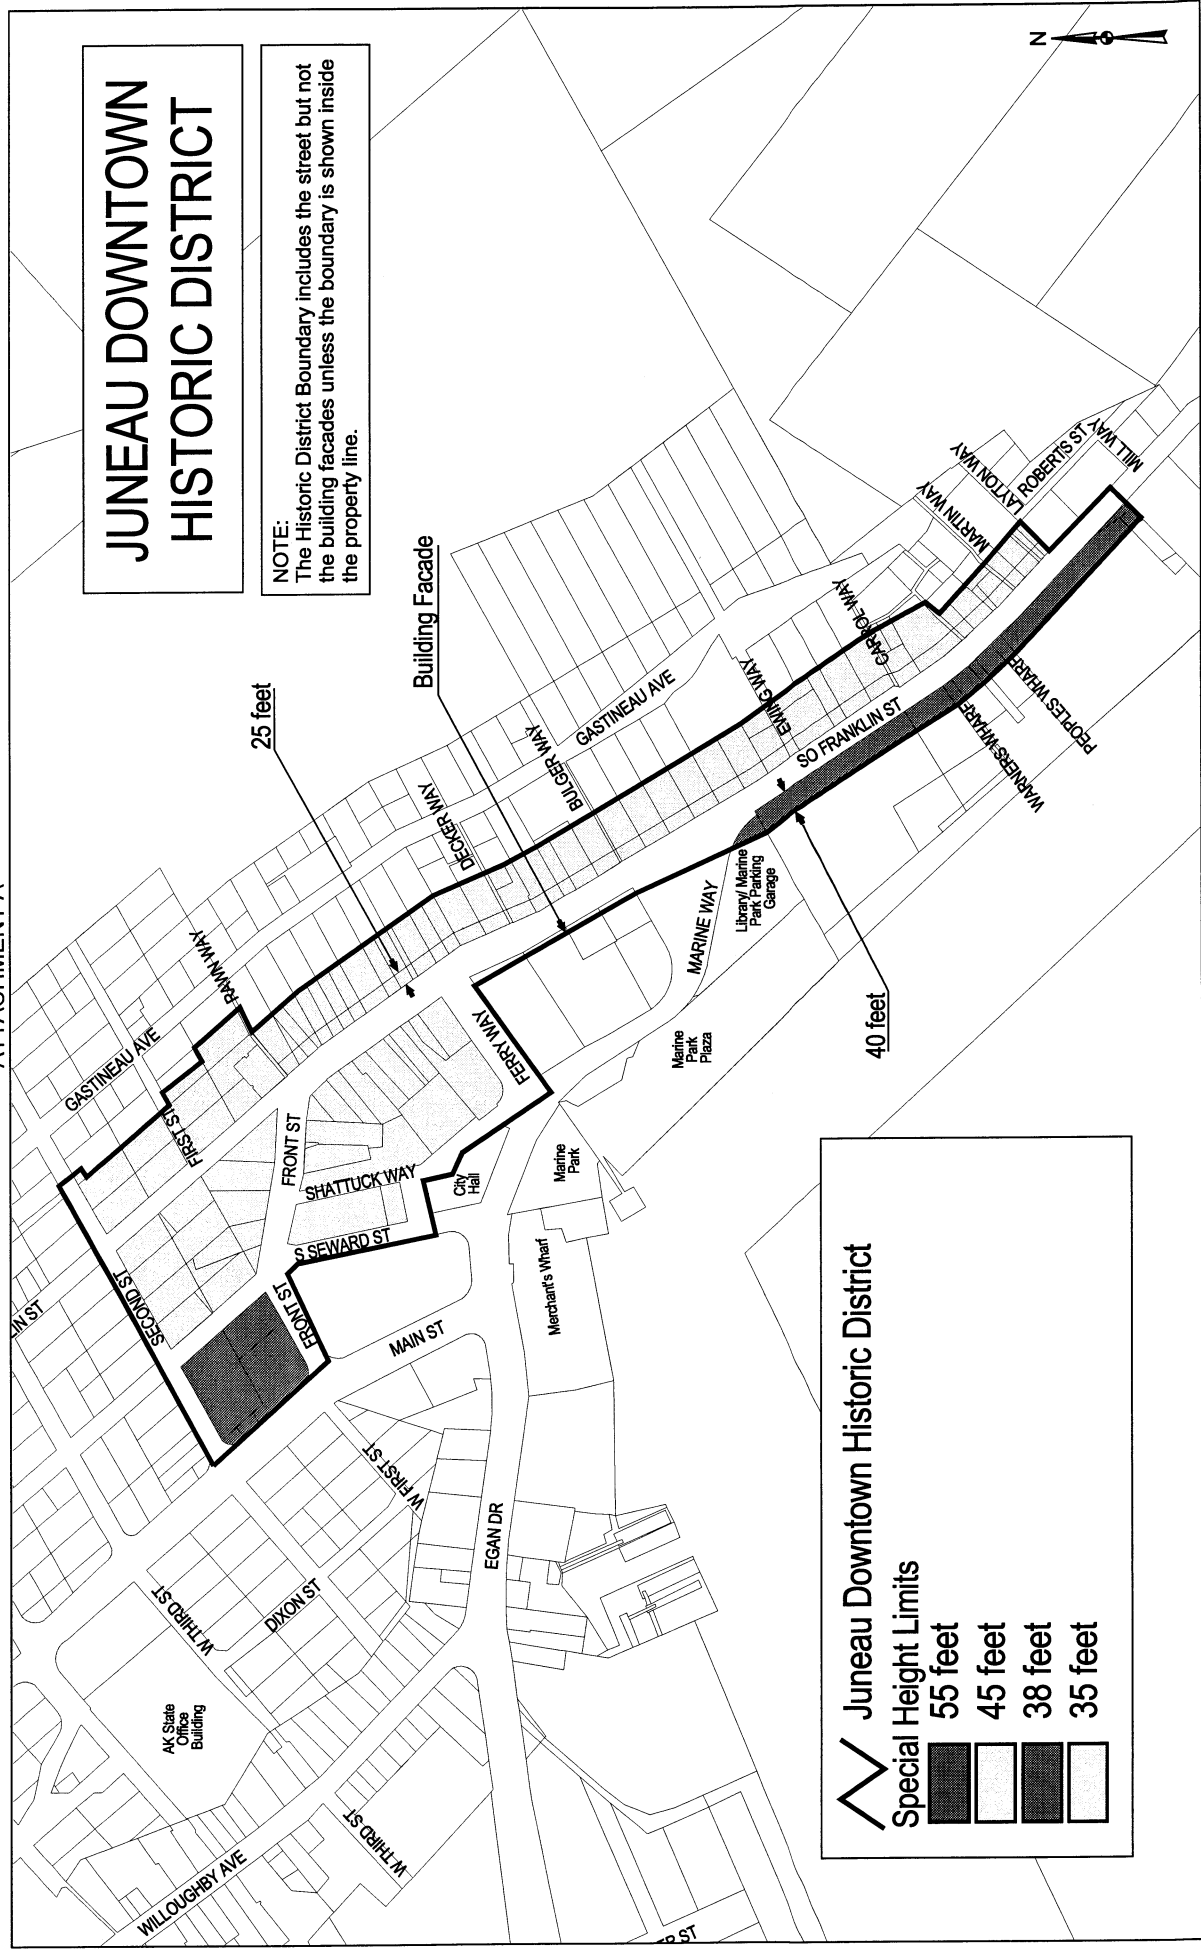 JUNEAU DOWNTOWN
HISTORIC DISTRICT
NOTE:
The Historic District Boundary includes the street but not
the building facades unless the boundary is shown inside
the property line.
N
25 feet
Building Facade
40 feet
GASTINEAU AVE
RAWN WAY
FIRST ST
SECOND ST
FRONT ST
SHATTUCK WAY
S SEWARD ST
FRONT ST
MAIN ST
FERRY WAY
DECKER WAY
BULGER WAY
GASTINEAU AVE
EWING WAY
CARROL WAY
MARTIN WAY
LAYTON WAY
ROBERTS ST
MILL WAY
SO FRANKLIN ST
PEOPLES WHARF
WARNERS WHARF
MARINE WAY
Library/ Marine
Park Parking
Garage
Marine
Park
Plaza
Marine
Park
City
Hall
Merchant's Wharf
EGAN DR
W FIRST ST
DIXON ST
W THIRD ST
AK State
Office
Building
W THIRD ST
WILLOUGHBY AVE
Juneau Downtown Historic District
Special Height Limits
55 feet
45 feet
38 feet
35 feet